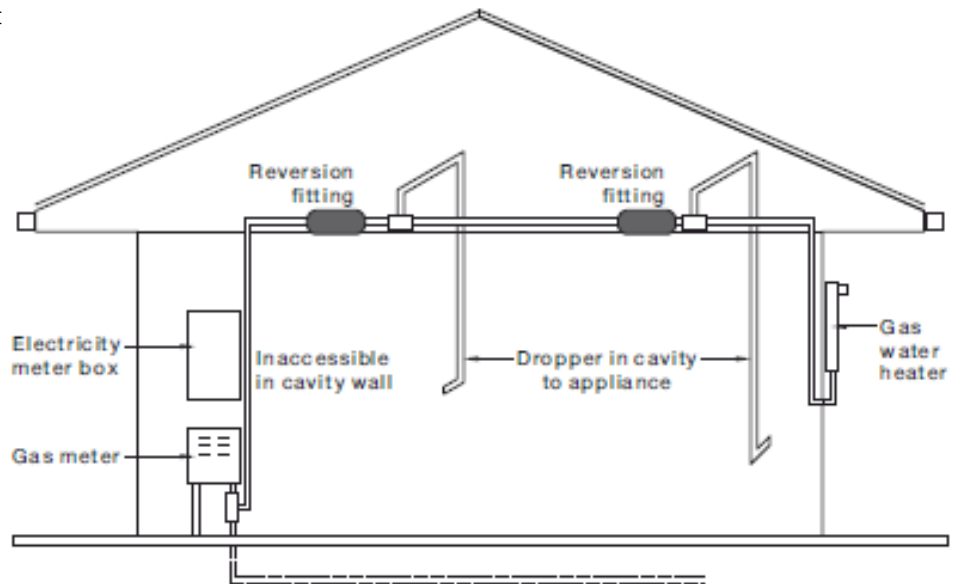 Reversion
fitting
Reversion
fitting
Electricity
meter box
Inaccessible
in cavity wall
Dropper in cavity
to appliance
Gas
water
heater
Gas meter